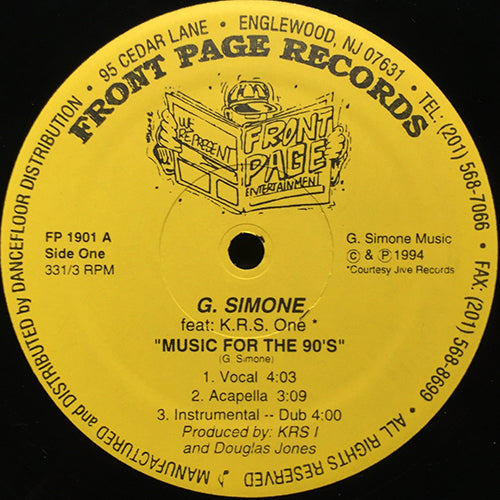 MANUFACTURED and DISTRIBUTED by DANCEFLOOR DISTRIBUTION • 95 CEDAR LANE • ENGLEWOOD, NJ 07631 • TEL: (201) 568-7066 • FAX: (201) 568-8699 • ALL RIGHTS RESERVED
FRONT PAGE RECORDS
WE REPRESENT
FRONT PAGE
ENTERTAINMENT
FP 1901 A
Side One
331/3 RPM
G. Simone Music
© & ℗ 1994
*Courtesy Jive Records
G. SIMONE
feat: K.R.S. One *
"MUSIC FOR THE 90'S"
(G. Simone)
1. Vocal 4:03
2. Acapella 3:09
3. Instrumental -- Dub 4:00
Produced by: KRS I
and Douglas Jones